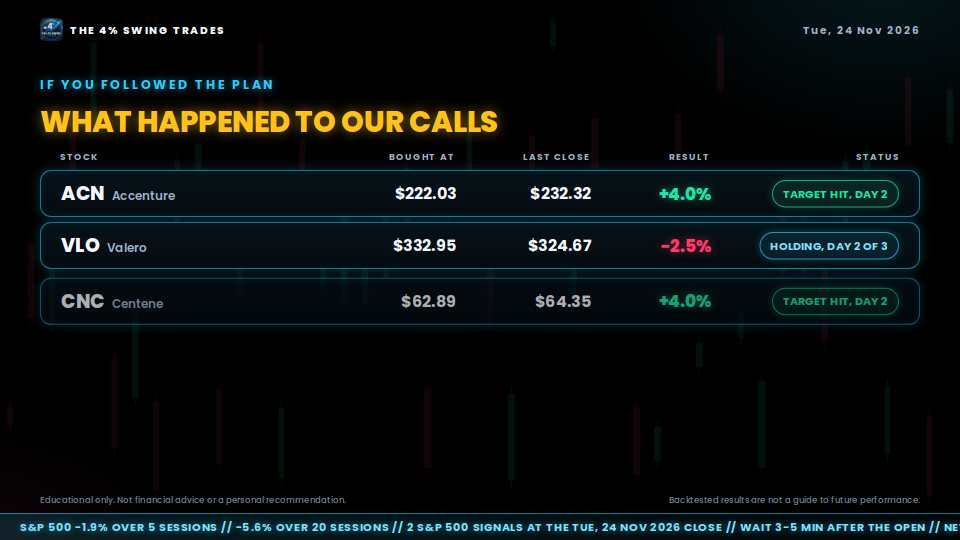 THE 4% SWING TRADES
Tue, 24 Nov 2026
IF YOU FOLLOWED THE PLAN
WHAT HAPPENED TO OUR CALLS
STOCK BOUGHT AT LAST CLOSE RESULT STATUS
ACN Accenture $222.03 $232.32 +4.0% TARGET HIT, DAY 2
VLO Valero $332.95 $324.67 −2.5% HOLDING, DAY 2 OF 3
CNC Centene $62.89 $64.35 +4.0% TARGET HIT, DAY 2
Educational only. Not financial advice or a personal recommendation.
Backtested results are not a guide to future performance.
S&P 500 -1.9% OVER 5 SESSIONS // -5.6% OVER 20 SESSIONS // 2 S&P 500 SIGNALS AT THE TUE, 24 NOV 2026 CLOSE // WAIT 3-5 MIN AFTER THE OPEN //